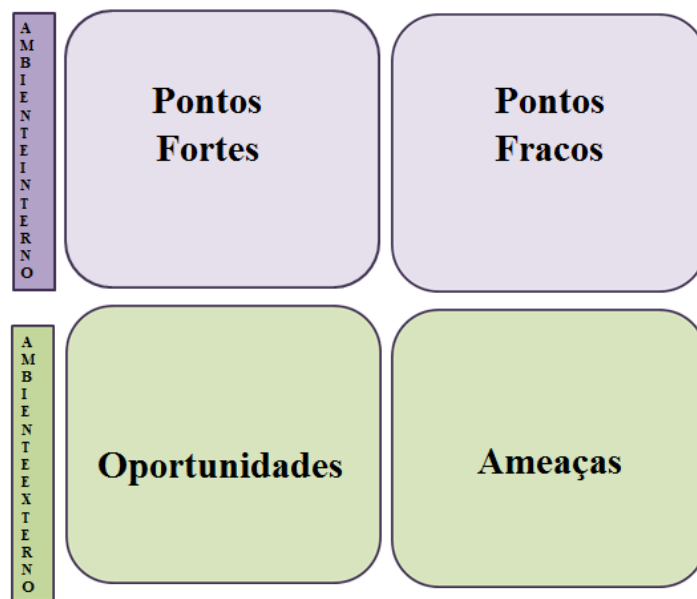 AMBIENTEINTERNO
Pontos
Fortes
Pontos
Fracos
AMBIENTEEXTERNO
Oportunidades
Ameaças